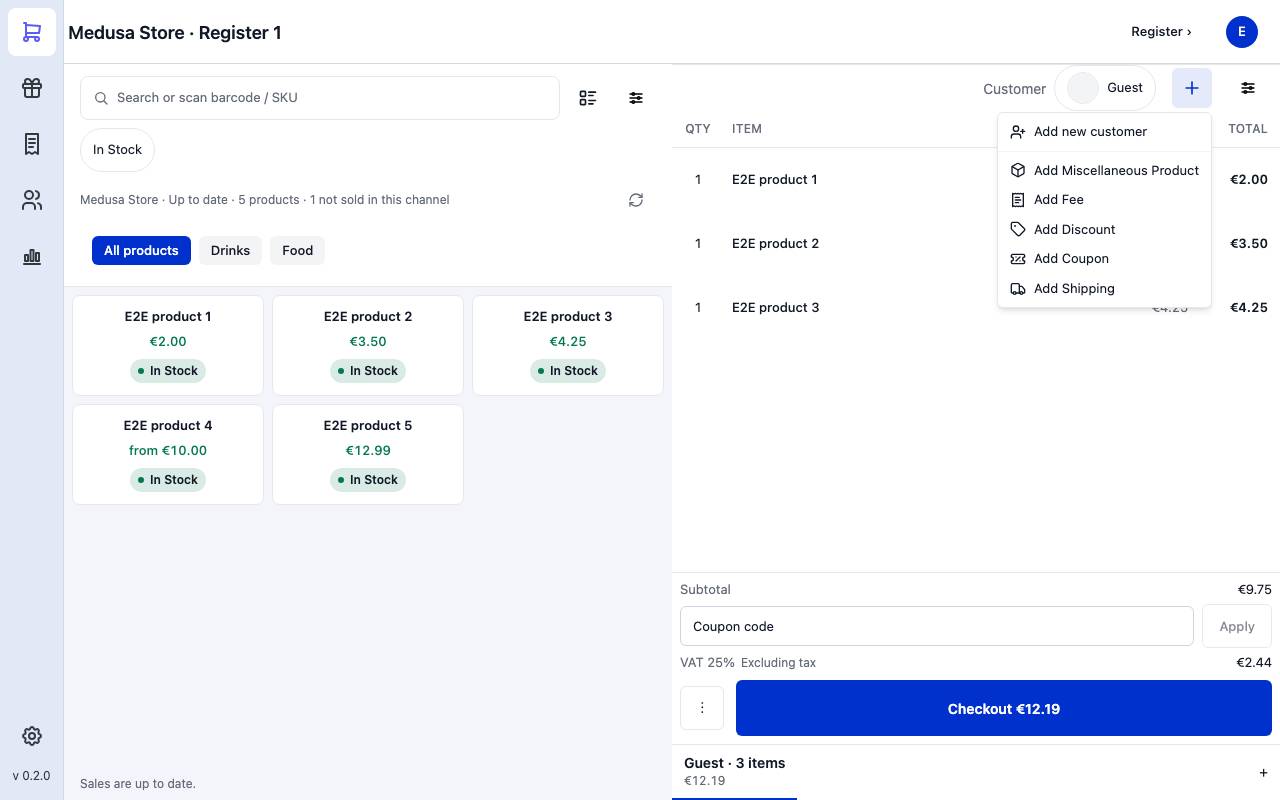 Medusa Store · Register 1
Register ›
E
Search or scan barcode / SKU
In Stock
Medusa Store · Up to date · 5 products · 1 not sold in this channel
All products
Drinks
Food
E2E product 1
€2.00
In Stock
E2E product 2
€3.50
In Stock
E2E product 3
€4.25
In Stock
E2E product 4
from €10.00
In Stock
E2E product 5
€12.99
In Stock
Sales are up to date.
v 0.2.0
Customer
Guest
Add new customer
Add Miscellaneous Product
Add Fee
Add Discount
Add Coupon
Add Shipping
QTY ITEM TOTAL
1 E2E product 1 €2.00
1 E2E product 2 €3.50
1 E2E product 3 €4.25 €4.25
Subtotal €9.75
Coupon code
Apply
VAT 25% Excluding tax €2.44
Checkout €12.19
Guest · 3 items
€12.19
+